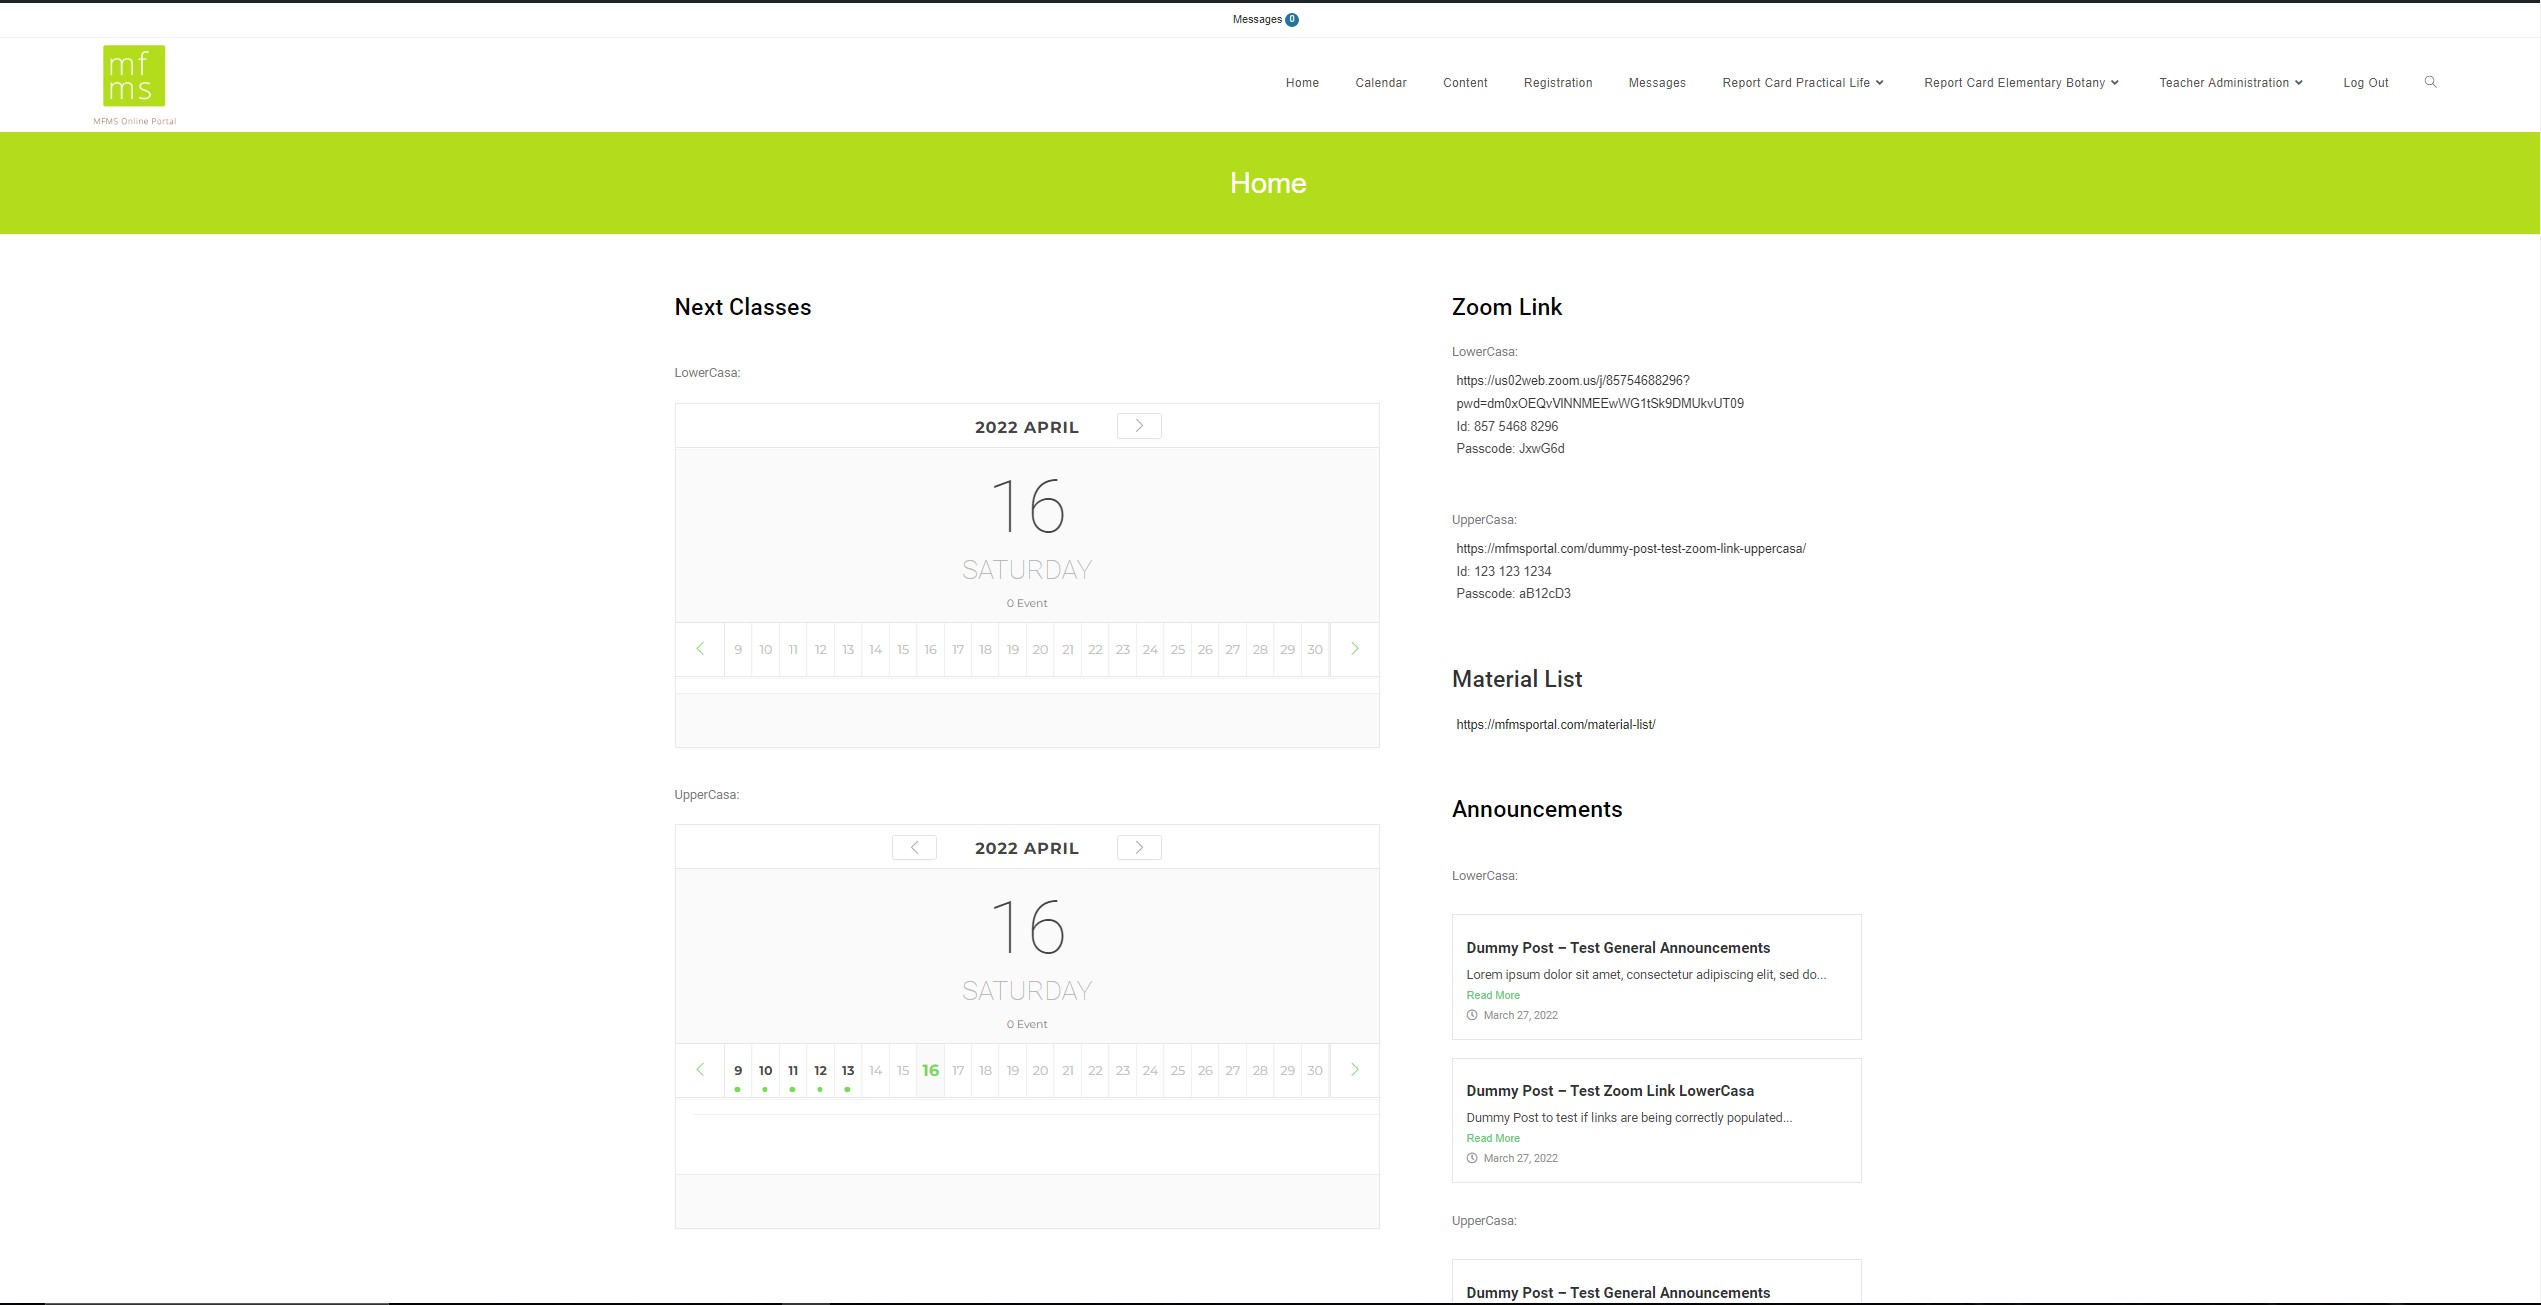 Messages 0
mf
ms
MFMS Online Portal
Home Calendar Content Registration Messages Report Card Practical Life Report Card Elementary Botany Teacher Administration Log Out
Home
Next Classes
LowerCasa:
2022 APRIL
16
SATURDAY
0 Event
9 10 11 12 13 14 15 16 17 18 19 20 21 22 23 24 25 26 27 28 29 30
UpperCasa:
2022 APRIL
16
SATURDAY
0 Event
9 10 11 12 13 14 15 16 17 18 19 20 21 22 23 24 25 26 27 28 29 30
Zoom Link
LowerCasa:
https://us02web.zoom.us/j/85754688296?
pwd=dm0xOEQvVlNNMEEwWG1tSk9DMUkvUT09
Id: 857 5468 8296
Passcode: JxwG6d
UpperCasa:
https://mfmsportal.com/dummy-post-test-zoom-link-uppercasa/
Id: 123 123 1234
Passcode: aB12cD3
Material List
https://mfmsportal.com/material-list/
Announcements
LowerCasa:
Dummy Post – Test General Announcements
Lorem ipsum dolor sit amet, consectetur adipiscing elit, sed do...
Read More
March 27, 2022
Dummy Post – Test Zoom Link LowerCasa
Dummy Post to test if links are being correctly populated...
Read More
March 27, 2022
UpperCasa:
Dummy Post – Test General Announcements